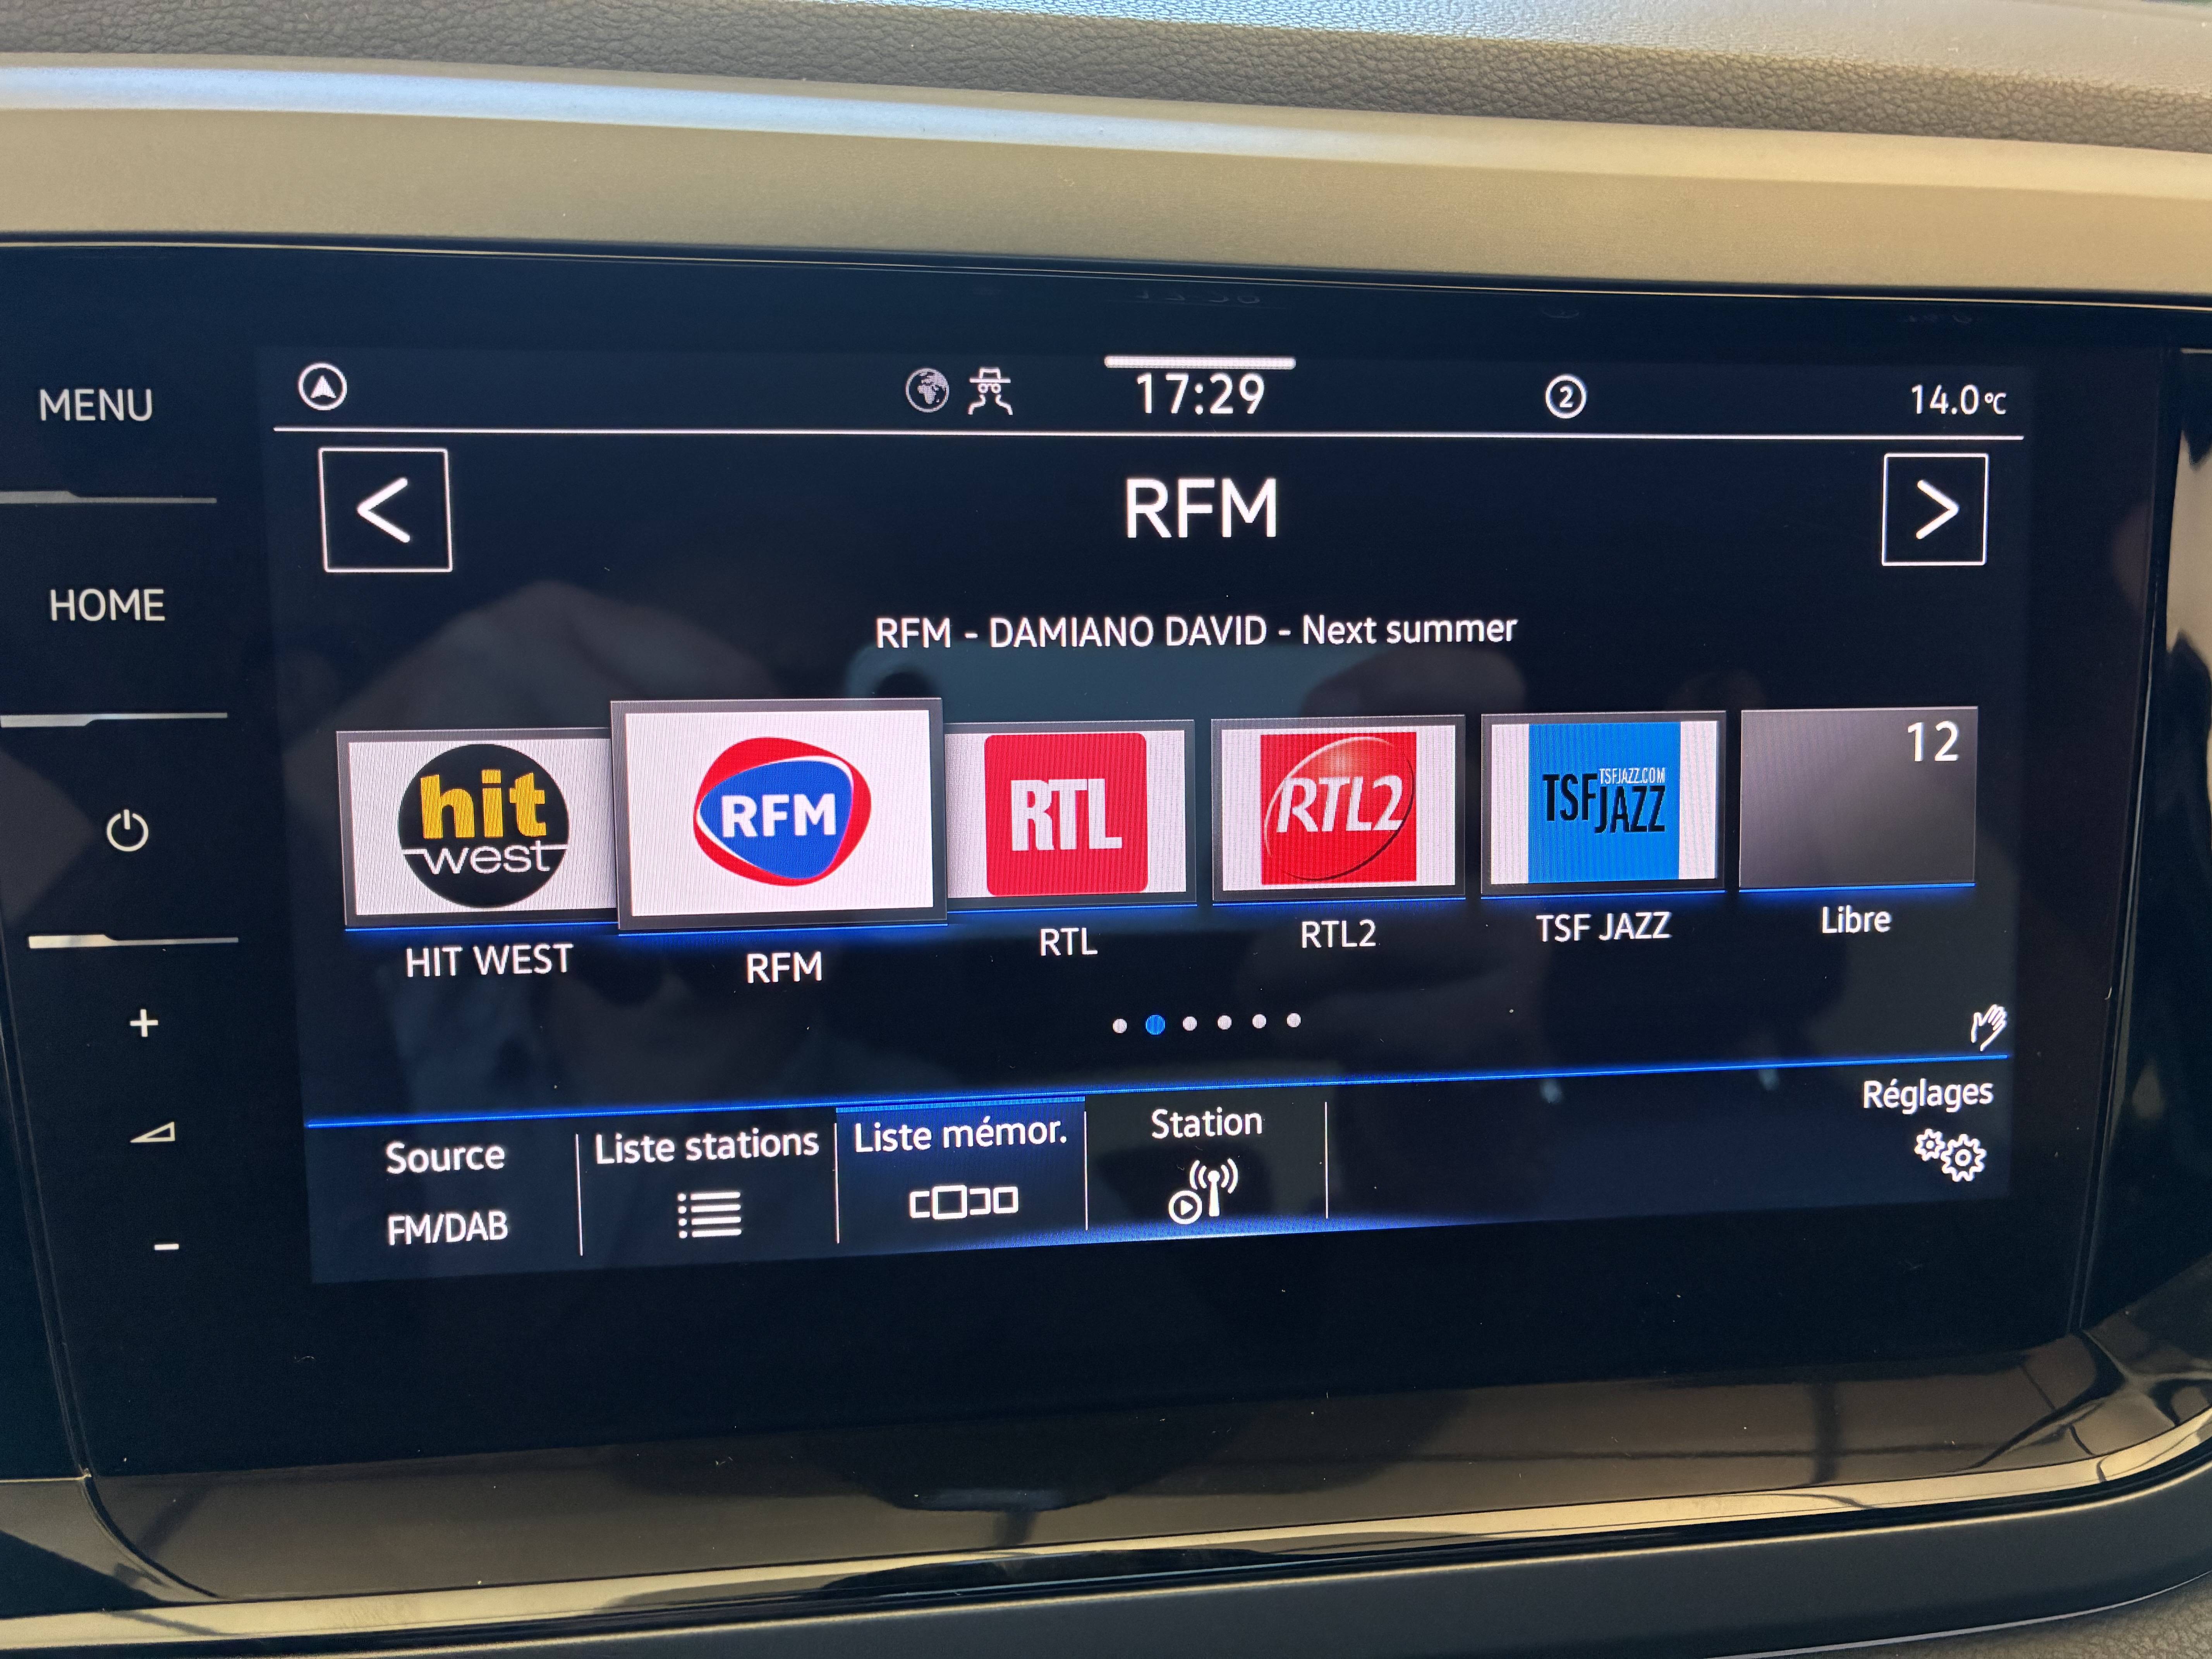 MENU
HOME
17:29
2
14.0°C
RFM
RFM - DAMIANO DAVID - Next summer
hit
west
RFM
RTL
RTL2
TSF
TSFJAZZ.COM
JAZZ
12
HIT WEST
RFM
RTL
RTL2
TSF JAZZ
Libre
Source
FM/DAB
Liste stations
Liste mémor.
Station
Réglages
+
-